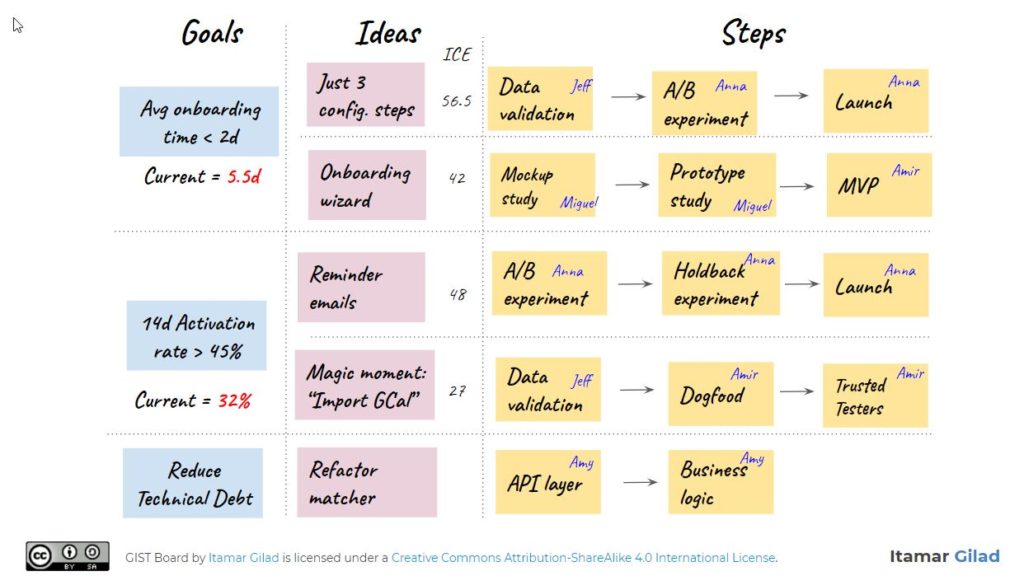 Goals
Ideas
ICE
Steps
Avg onboarding
time < 2d
Current = 5.5d
Just 3
config. steps
56.5
Data
validation
Jeff
A/B
experiment
Anna
Launch
Anna
Onboarding
wizard
42
Mockup
study
Miguel
Prototype
study
Miguel
MVP
Amir
14d Activation
rate > 45%
Current = 32%
Reminder
emails
48
A/B
experiment
Anna
Holdback
experiment
Anna
Launch
Anna
Magic moment:
“Import GCal”
27
Data
validation
Jeff
Dogfood
Amir
Trusted
Testers
Amir
Reduce
Technical Debt
Refactor
matcher
API layer
Amy
Business
logic
Amy
cc
BY SA
GIST Board by Itamar Gilad is licensed under a Creative Commons Attribution-ShareAlike 4.0 International License.
Itamar Gilad